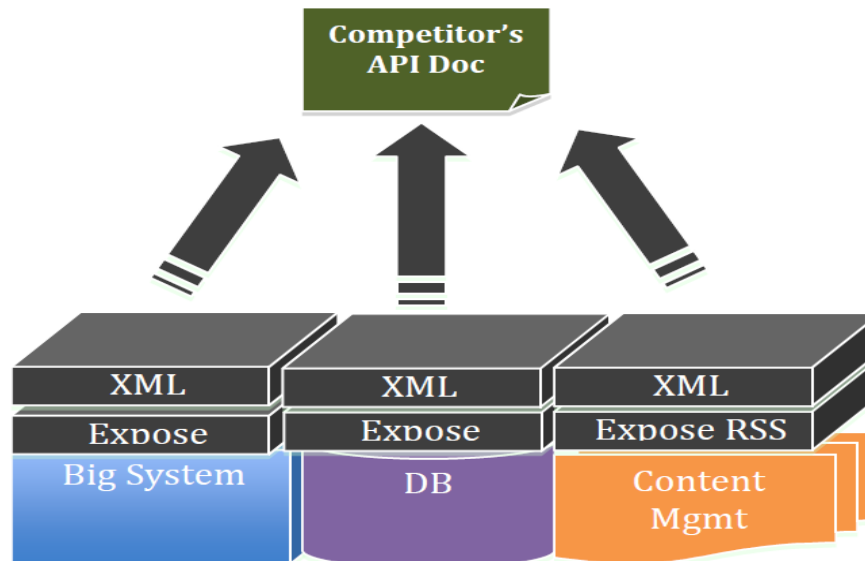 Competitor's
API Doc
XML
XML
XML
Expose
Expose
Expose RSS
Big System
DB
Content
Mgmt